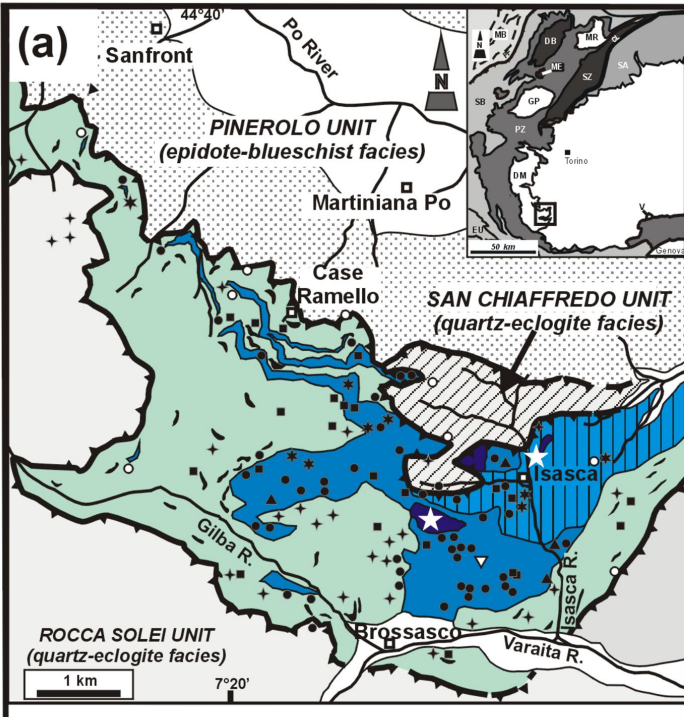 (a)
44°40'
Sanfront
Po River
N
PINEROLO UNIT
(epidote-blueschist facies)
Martiniana Po
Case
Ramello
SAN CHIAFFREDO UNIT
(quartz-eclogite facies)
Isasca
Gilba R.
Isasca R.
Brossasco
Varaita R.
ROCCA SOLEI UNIT
(quartz-eclogite facies)
1 km
7°20'
MB
N
DB
MR
ME
SZ
SA
SB
GP
PZ
Torino
DM
EU
V
Genova
50 km